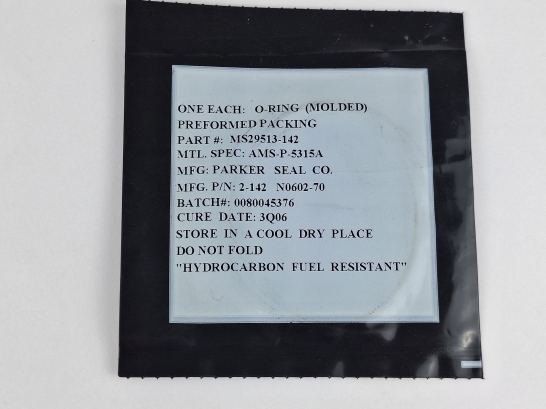 ONE EACH: O-RING (MOLDED)
PREFORMED PACKING
PART #: MS29513-142
MTL. SPEC: AMS-P-5315A
MFG: PARKER SEAL CO.
MFG. P/N: 2-142 N0602-70
BATCH#: 0080045376
CURE DATE: 3Q06
STORE IN A COOL DRY PLACE
DO NOT FOLD
"HYDROCARBON FUEL RESISTANT"